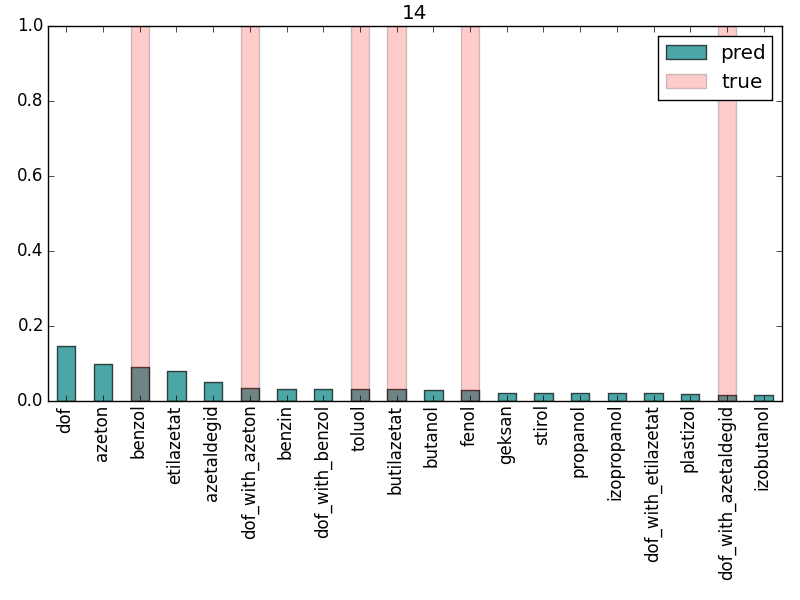 14
1.0
0.8
0.6
0.4
0.2
0.0
pred
true
dof
azeton
benzol
etilazetat
azetaldegid
dof_with_azeton
benzin
dof_with_benzol
toluol
butilazetat
butanol
fenol
geksan
stirol
propanol
izopropanol
dof_with_etilazetat
plastizol
dof_with_azetaldegid
izobutanol